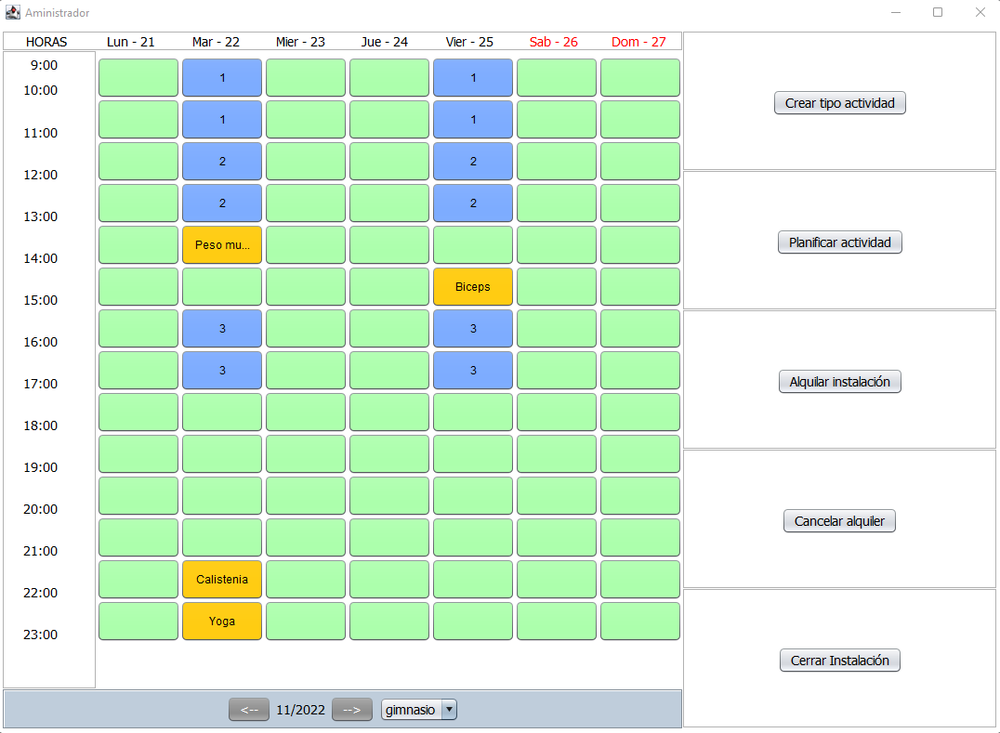 Aministrador
HORAS Lun - 21 Mar - 22 Mier - 23 Jue - 24 Vier - 25 Sab - 26 Dom - 27
9:00
1 1
10:00
Crear tipo actividad
1 1
11:00
2 2
12:00
2 2
13:00
Peso mu...
Planificar actividad
14:00
Biceps
15:00
3 3
16:00
3 3
Alquilar instalación
17:00
18:00
19:00
20:00
Cancelar alquiler
21:00
Calistenia
22:00
Yoga
23:00
Cerrar Instalación
<-- 11/2022 --> gimnasio